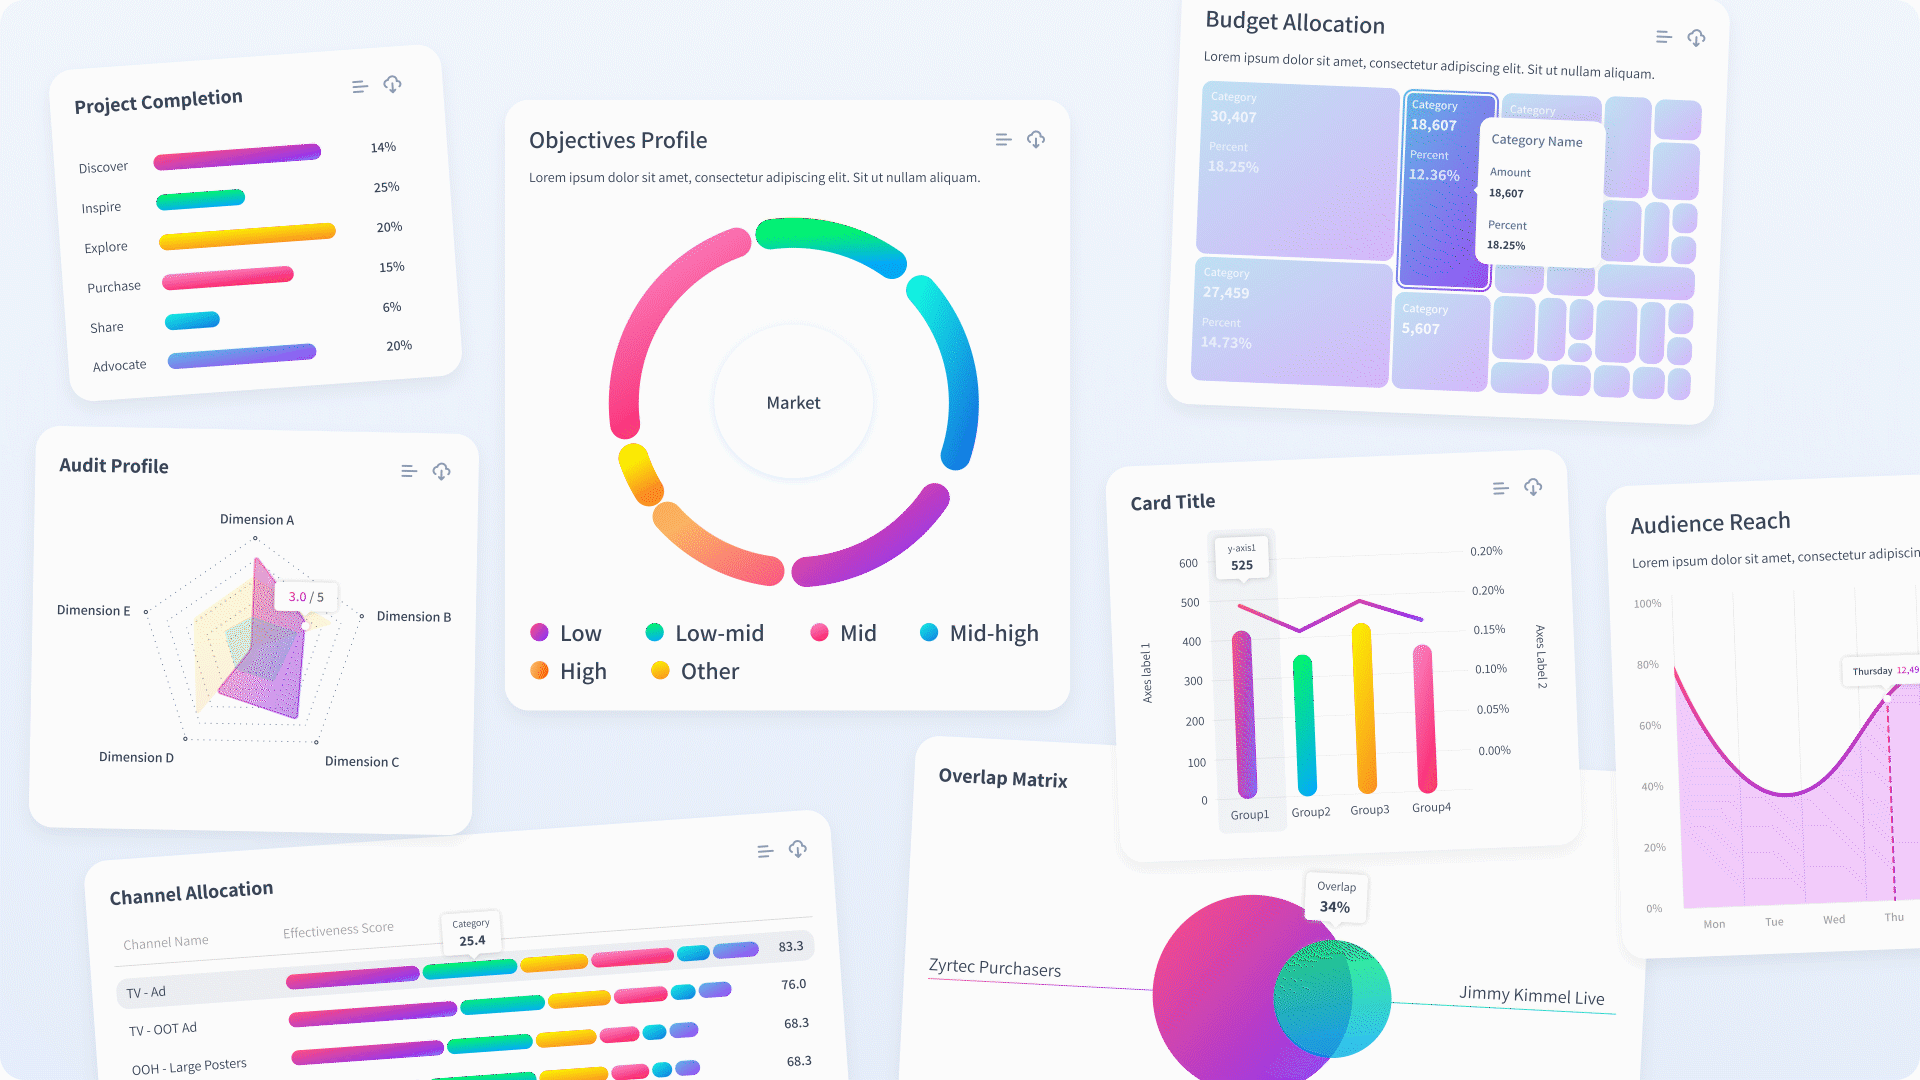 Project Completion
Discover 14%
Inspire 25%
Explore 20%
Purchase 15%
Share 6%
Advocate 20%
Audit Profile
Dimension A
3.0 / 5
Dimension E
Dimension B
Dimension D
Dimension C
Channel Allocation
Channel Name
Effectiveness Score
Category
25.4
TV - Ad 83.3
TV - OOT Ad 76.0
OOH - Large Posters 68.3
68.3
Objectives Profile
Lorem ipsum dolor sit amet, consectetur adipiscing elit. Sit ut nullam aliquam.
Market
Low Low-mid Mid Mid-high
High Other
Budget Allocation
Lorem ipsum dolor sit amet, consectetur adipiscing elit. Sit ut nullam aliquam.
Category
30,407
Percent
18.25%
Category
18,607
Percent
12.36%
Category
Category Name
Amount
18,607
Percent
18.25%
Category
27,459
Percent
14.73%
Category
5,607
Card Title
y-axis1
525
600
500
400
300
200
100
0
Axes label 1
0.20%
0.20%
0.15%
0.10%
0.05%
0.00%
Axes Label 2
Group1 Group2 Group3 Group4
Overlap Matrix
Overlap
34%
Zyrtec Purchasers
Jimmy Kimmel Live
Audience Reach
Lorem ipsum dolor sit amet, consectetur adipiscin
100%
80%
60%
40%
20%
0%
Thursday 12,49
Mon Tue Wed Thu